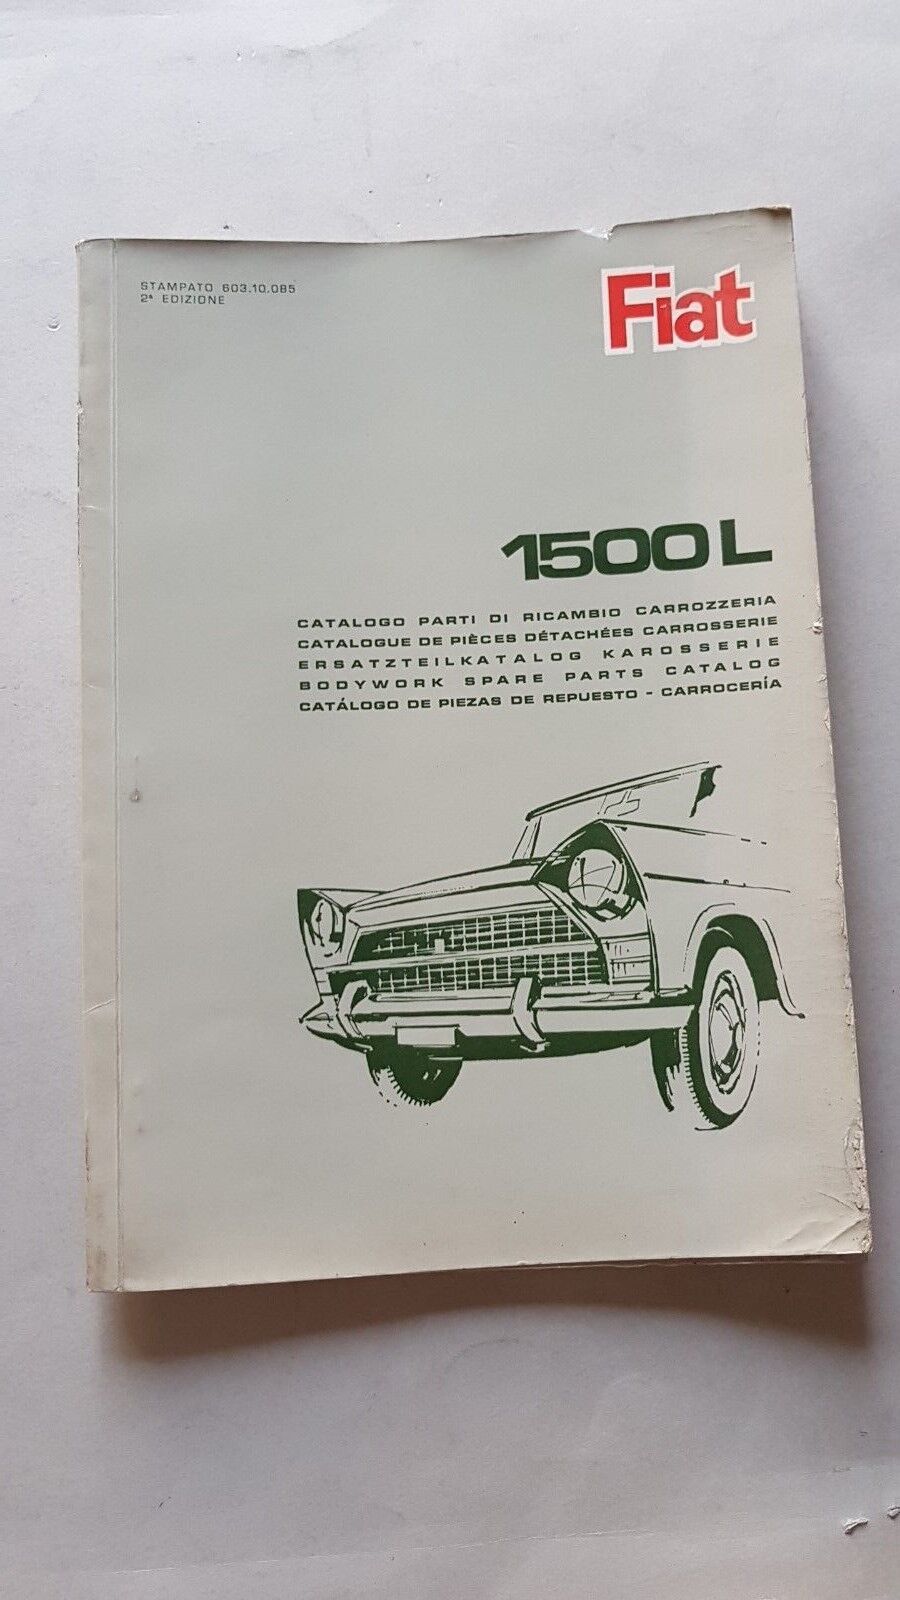 STAMPATO 603.10.085
2ª EDIZIONE
Fiat
1500L
CATALOGO PARTI DI RICAMBIO CARROZZERIA
CATALOGUE DE PIÈCES DÉTACHÉES CARROSSERIE
ERSATZTEILKATALOG KAROSSERIE
BODYWORK SPARE PARTS CATALOG
CATÁLOGO DE PIEZAS DE REPUESTO - CARROCERÍA